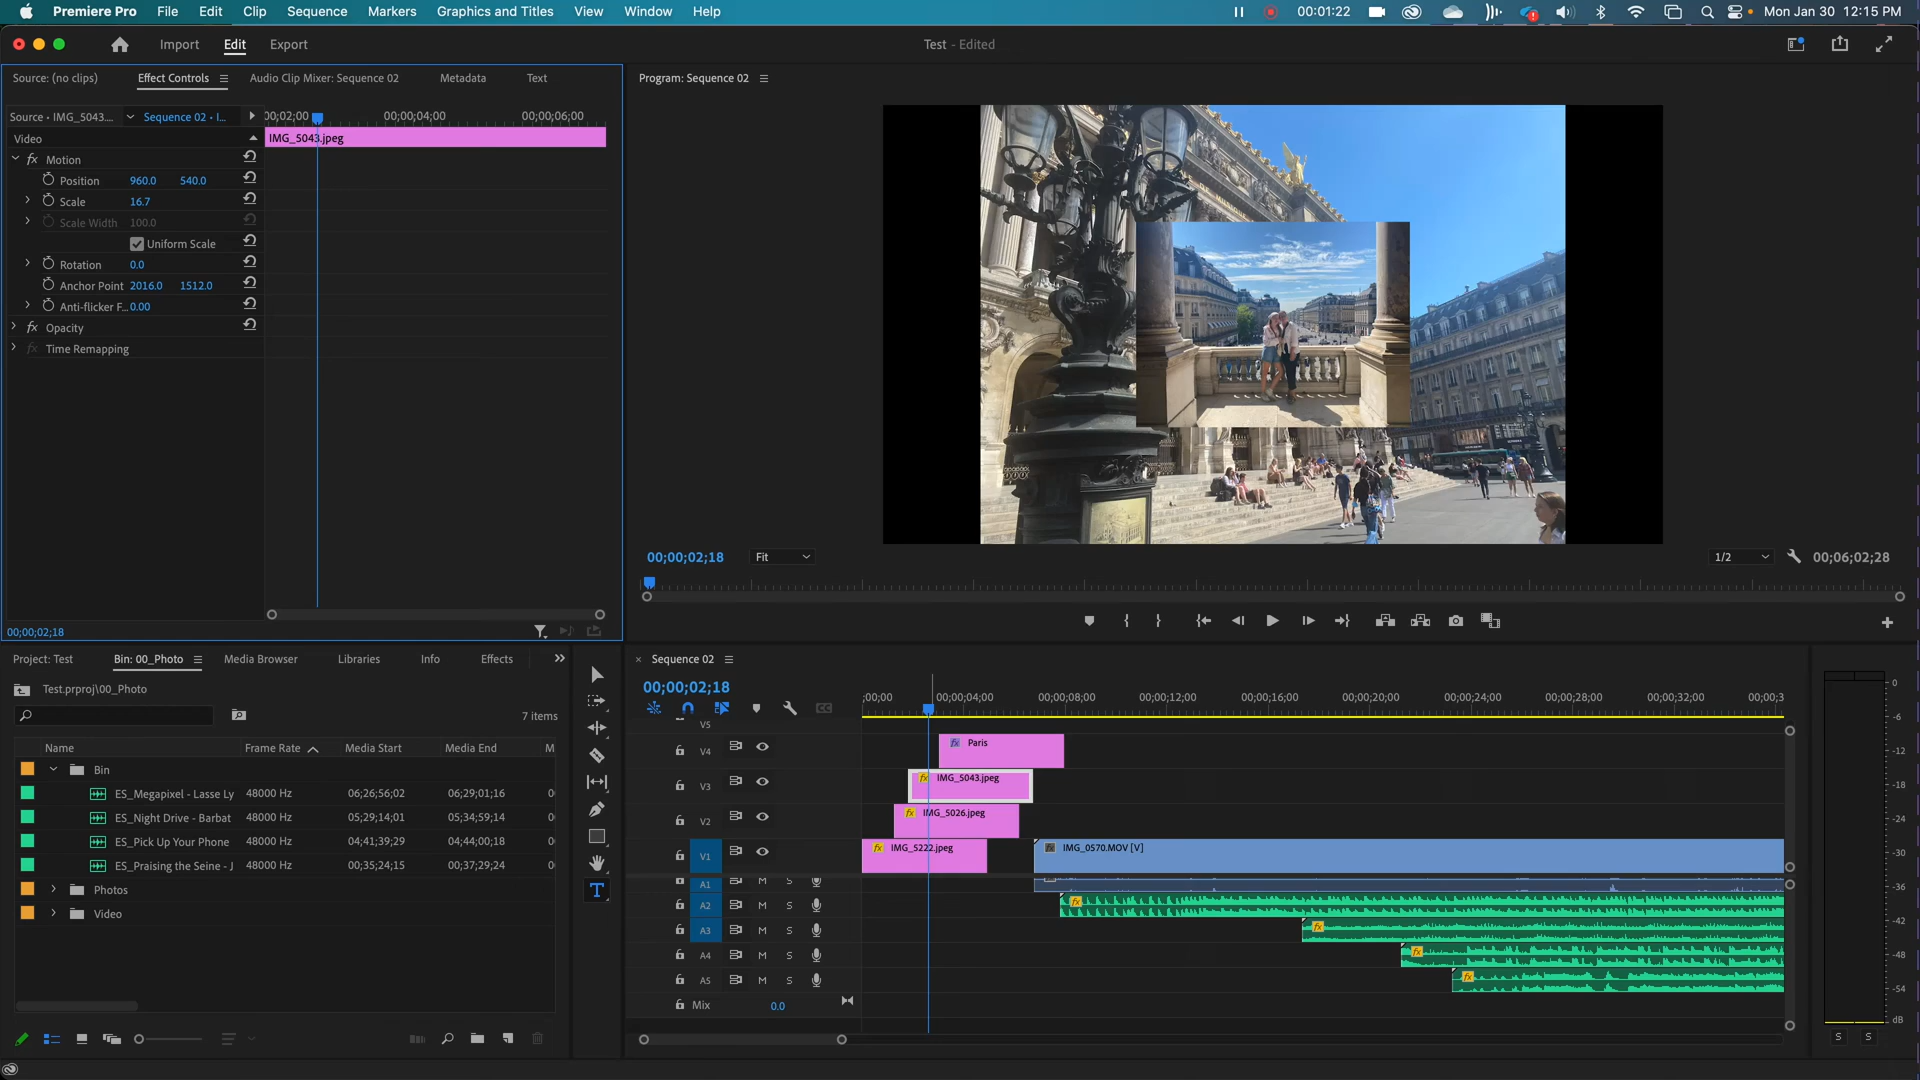 Premiere Pro File Edit Clip Sequence Markers Graphics and Titles View Window Help 00:01:22 Mon Jan 30 12:15 PM
Import Edit Export Test - Edited
Source: (no clips) Effect Controls Audio Clip Mixer: Sequence 02 Metadata Text
Program: Sequence 02
Source • IMG_5043.... Sequence 02 • I... 00;02;00 00;00;04;00 00;00;06;00
Video IMG_5043.jpeg
fx Motion
Position 960.0 540.0
Scale 16.7
Scale Width 100.0
Uniform Scale
Rotation 0.0
Anchor Point 2016.0 1512.0
Anti-flicker F... 0.00
fx Opacity
fx Time Remapping
00;00;02;18
00;00;02;18 Fit 1/2 00;06;02;28
Project: Test Bin: 00_Photo Media Browser Libraries Info Effects
Test.prproj\00_Photo
7 items
Name Frame Rate Media Start Media End M
Bin
ES_Megapixel - Lasse Ly 48000 Hz 06;26;56;02 06;29;01;16
ES_Night Drive - Barbat 48000 Hz 05;29;14;01 05;34;59;14
ES_Pick Up Your Phone 48000 Hz 04;41;39;29 04;44;00;18
ES_Praising the Seine - J 48000 Hz 00;35;24;15 00;37;29;24
Photos
Video
Sequence 02
00;00;02;18
;00;00 00;00;04;00 00;00;08;00 00;00;12;00 00;00;16;00 00;00;20;00 00;00;24;00 00;00;28;00 00;00;32;00 00;00;3
V5
V4 fx Paris
V3 fx IMG_5043.jpeg
V2 fx IMG_5026.jpeg
V1 fx IMG_5222.jpeg fx IMG_0570.MOV [V]
A1 M S
A2 M S fx
A3 M S fx
A4 M S fx
A5 M S fx
Mix 0.0
0
-6
-12
-18
-24
-30
-36
-42
-48
-54
dB
S S